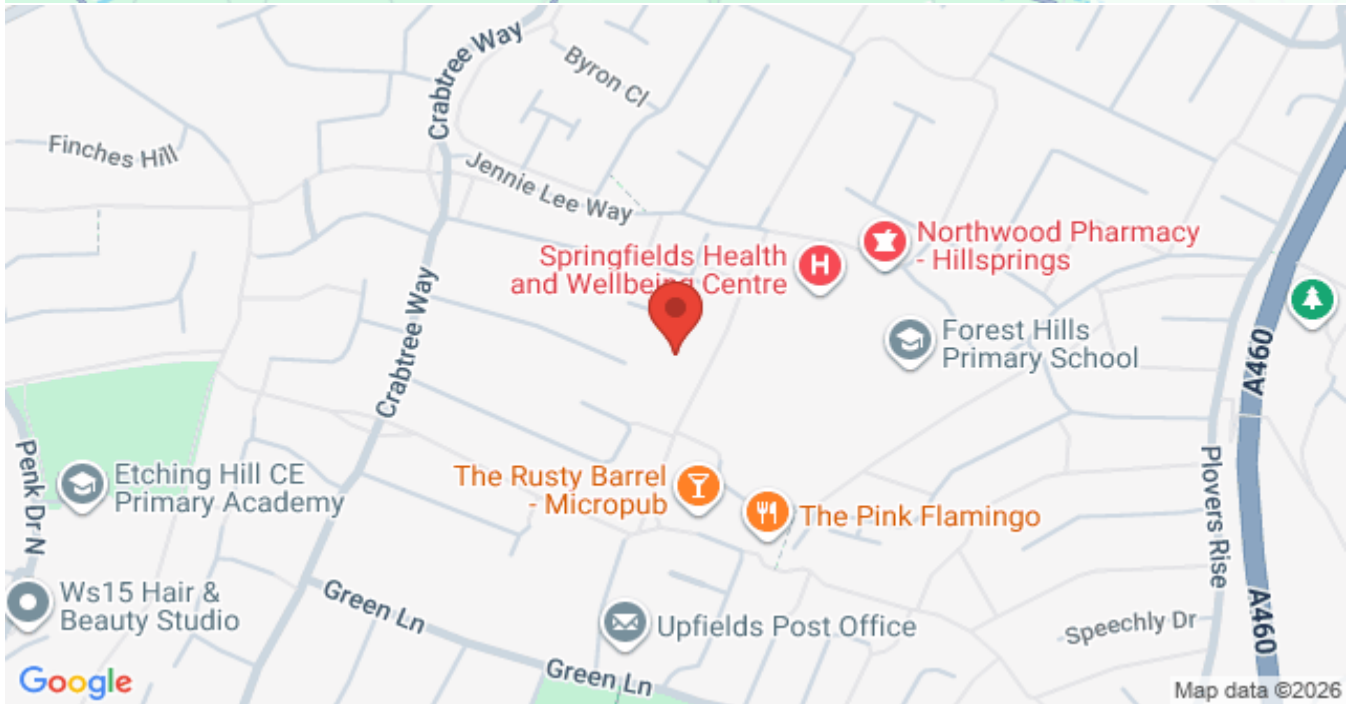 Crabtree Way
Byron Cl
Finches Hill
Jennie Lee Way
Northwood Pharmacy
- Hillsprings
Springfields Health
and Wellbeing Centre
Crabtree Way
Forest Hills
Primary School
A460
Penk Dr N
Etching Hill CE
Primary Academy
The Rusty Barrel
- Micropub
The Pink Flamingo
Plovers Rise
Ws15 Hair &
Beauty Studio
Green Ln
Upfields Post Office
Speechly Dr
A460
Green Ln
Google
Map data ©2026